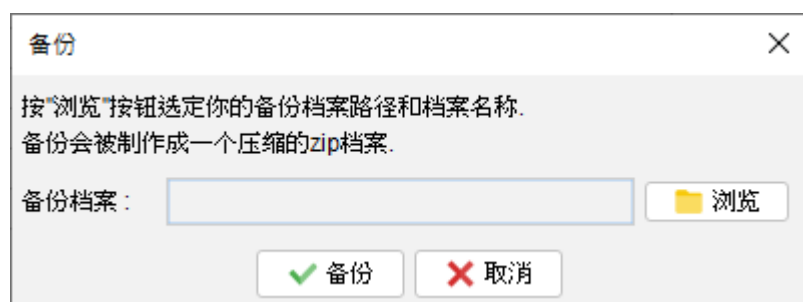 备份
按"浏览"按钮选定你的备份档案路径和档案名称.
备份会被制作成一个压缩的zip档案.
备份档案: 浏览
备份 取消